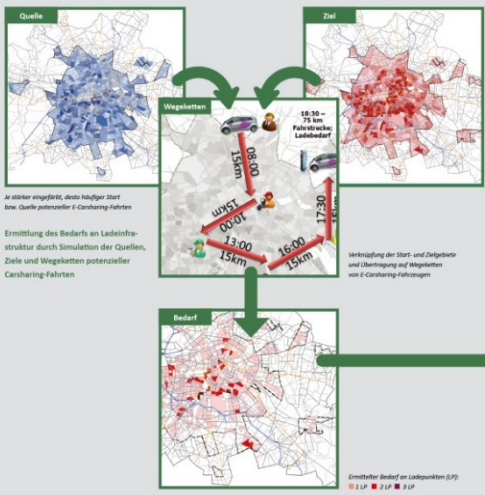 Quelle
Ziel
Wegeketten
18:30 –
75 km
Fahrstrecke;
Ladebedarf
08:00
15km
10:00
15km
13:00
15km
16:00
15km
17:30
Je stärker eingefärbt, desto häufiger Start
bzw. Quelle potenzieller E-Carsharing-Fahrten
Ermittlung des Bedarfs an Ladeinfra-
struktur durch Simulation der Quellen,
Ziele und Wegeketten potenzieller
Carsharing-Fahrten
Verknüpfung der Start- und Zielgebiete
und Übertragung auf Wegeketten
von E-Carsharing-Fahrzeugen
Bedarf
Ermittelter Bedarf an Ladepunkten (LP):
1 LP 2 LP 3 LP